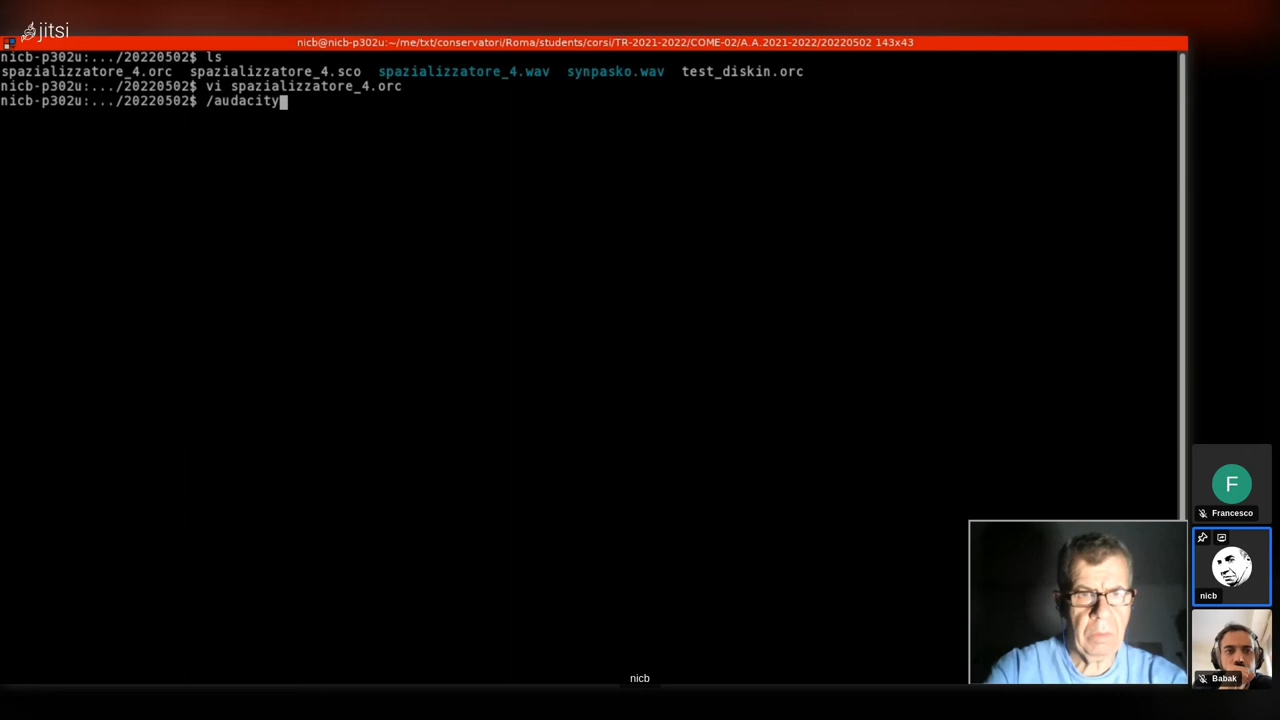 jitsi
nicb@nicb-p302u:~/me/txt/conservatori/Roma/students/corsi/TR-2021-2022/COME-02/A.A.2021-2022/20220502 143x43
nicb-p302u:.../20220502$ ls
spazializzatore_4.orc spazializzatore_4.sco spazializzatore_4.wav synpasko.wav test_diskin.orc
nicb-p302u:.../20220502$ vi spazializzatore_4.orc
nicb-p302u:.../20220502$ /audacity
F
Francesco
nicb
Babak
nicb